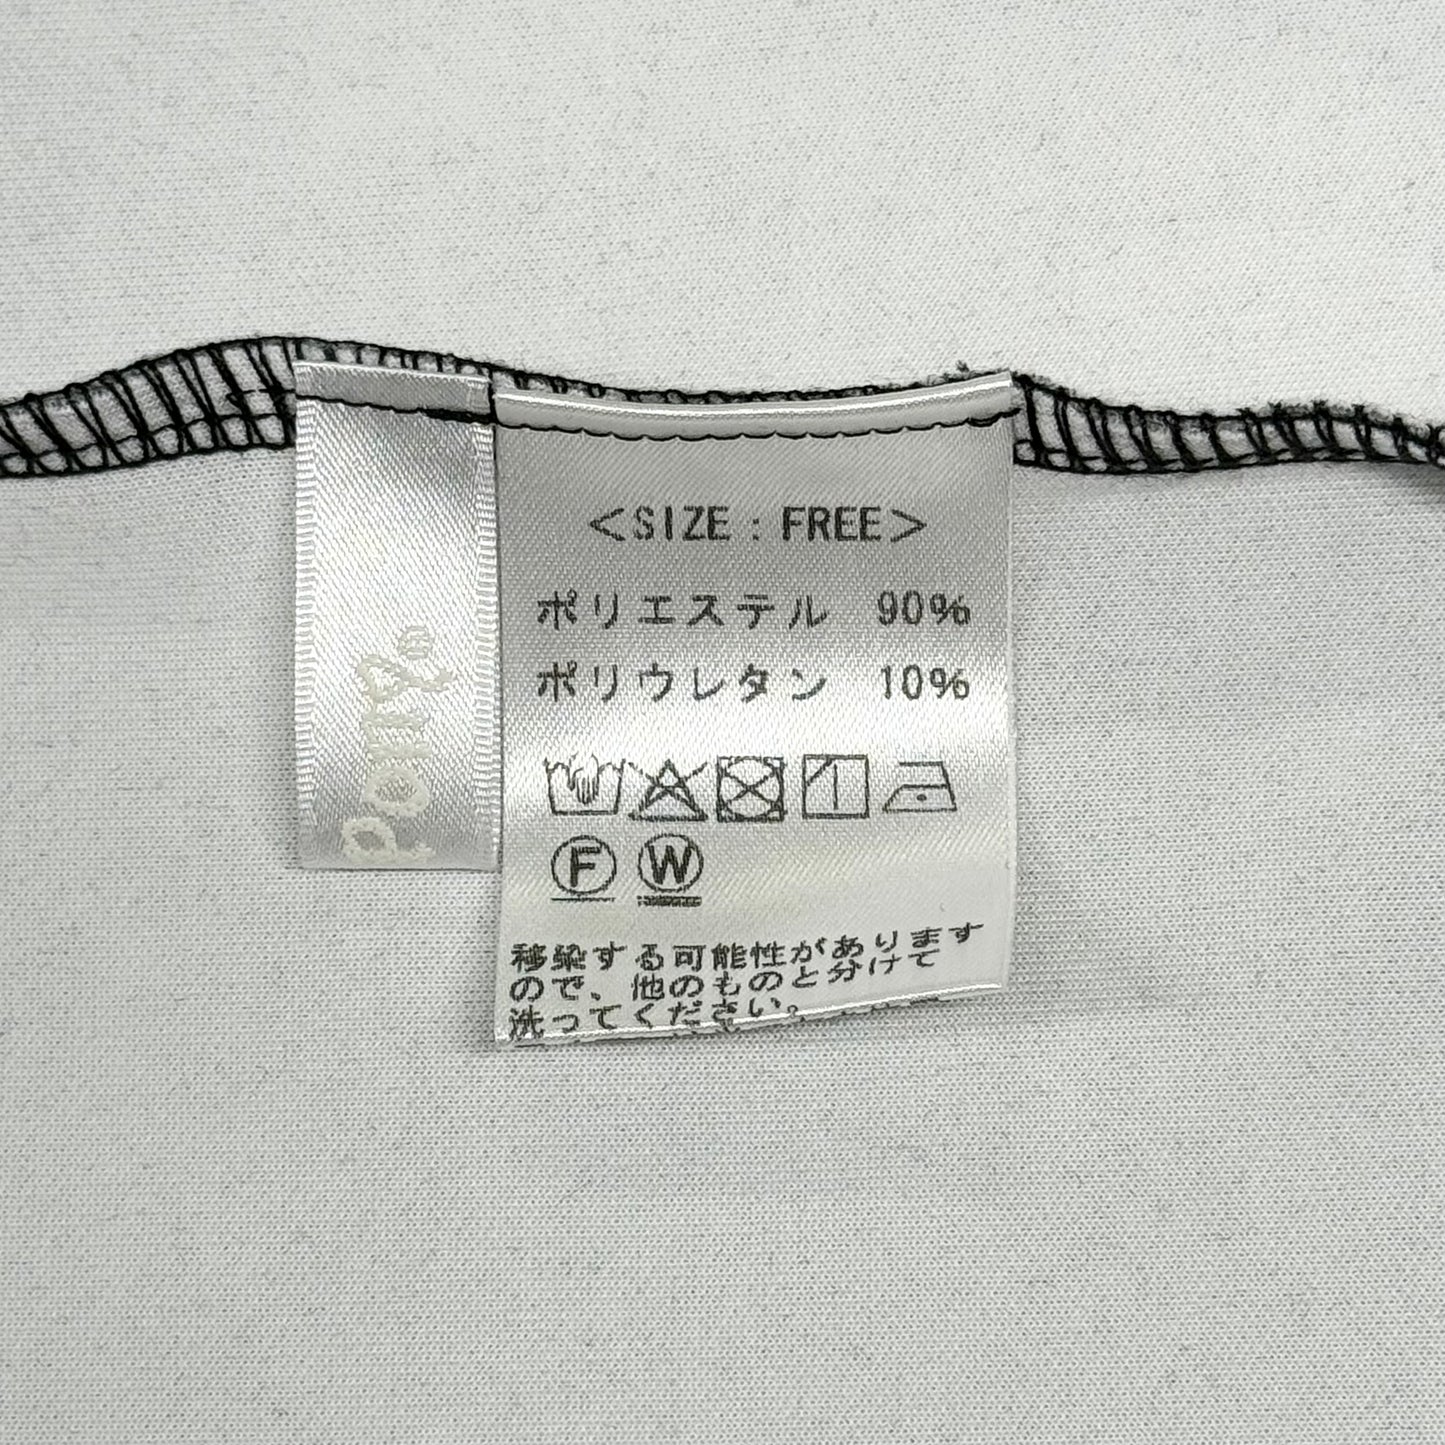 <SIZE : FREE>
ポリエステル 90%
ポリウレタン 10%
F W
移染する可能性があります
ので、他のものと分けて
洗ってください。